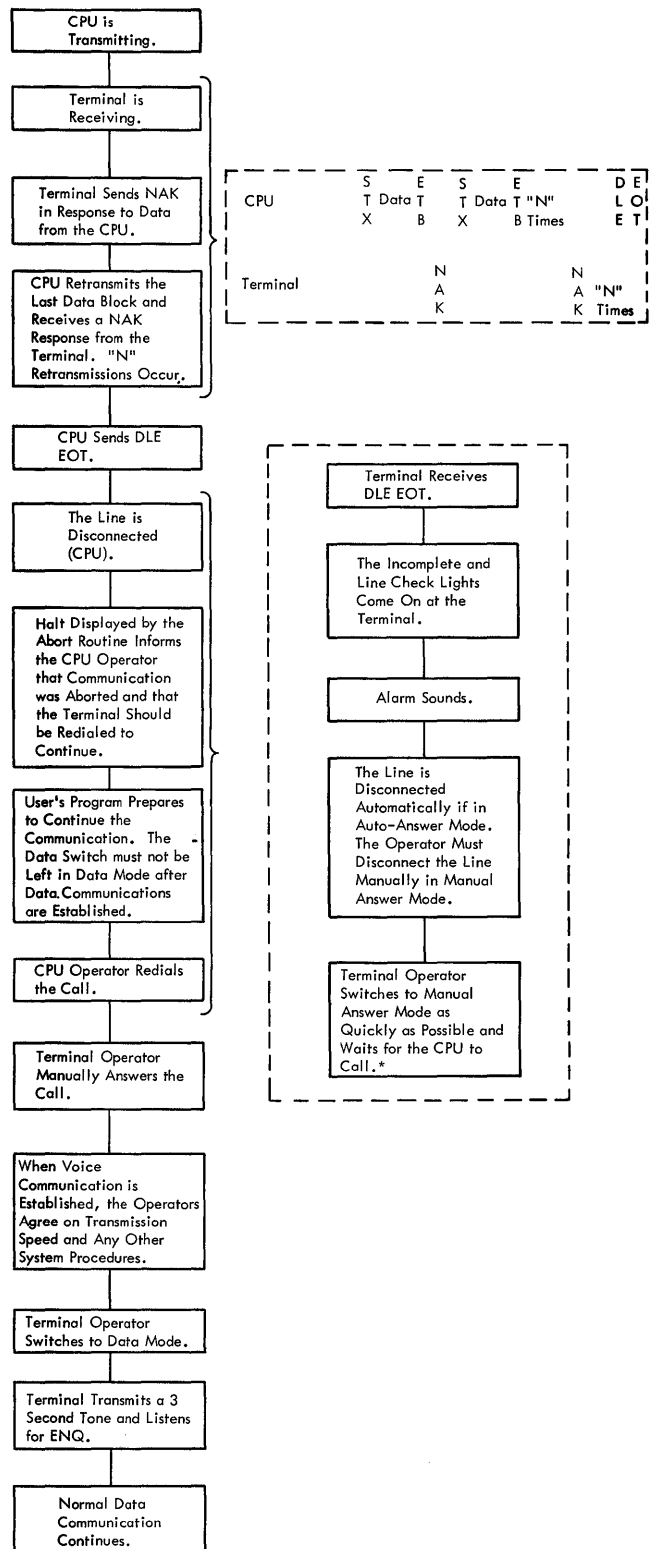 CPU is
Transmitting.
Terminal is
Receiving.
Terminal Sends NAK
in Response to Data
from the CPU.
CPU Retransmits the
Last Data Block and
Receives a NAK
Response from the
Terminal. "N"
Retransmissions Occur.
S E S E D E
CPU T Data T T Data T "N" L O
X B X B Times E T
N N
Terminal A A "N"
K K Times
CPU Sends DLE
EOT.
The Line is
Disconnected
(CPU).
Halt Displayed by the
Abort Routine Informs
the CPU Operator
that Communication
was Aborted and that
the Terminal Should
be Redialed to
Continue.
User's Program Prepares
to Continue the
Communication. The
Data Switch must not be
Left in Data Mode after
Data.Communications
are Established.
CPU Operator Redials
the Call.
Terminal Receives
DLE EOT.
The Incomplete and
Line Check Lights
Come On at the
Terminal.
Alarm Sounds.
The Line is
Disconnected
Automatically if in
Auto-Answer Mode.
The Operator Must
Disconnect the Line
Manually in Manual
Answer Mode.
Terminal Operator
Switches to Manual
Answer Mode as
Quickly as Possible and
Waits for the CPU to
Call.*
Terminal Operator
Manually Answers the
Call.
When Voice
Communication is
Established, the Operators
Agree on Transmission
Speed and Any Other
System Procedures.
Terminal Operator
Switches to Data Mode.
Terminal Transmits a 3
Second Tone and Listens
for ENQ.
Normal Data
Communication
Continues.